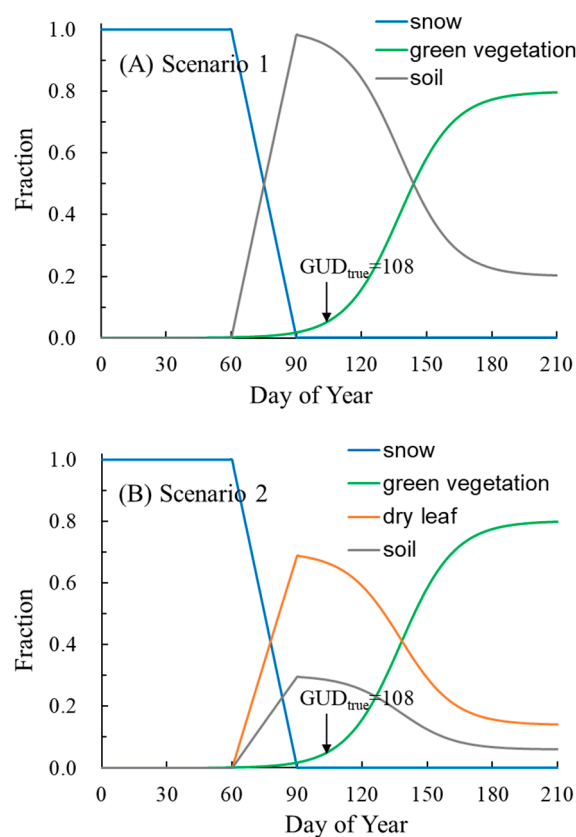 snow
green vegetation
soil
(A) Scenario 1
1.0
0.8
0.6
0.4
0.2
0.0
Fraction
GUDtrue=108
0 30 60 90 120 150 180 210
Day of Year
snow
green vegetation
dry leaf
soil
(B) Scenario 2
1.0
0.8
0.6
0.4
0.2
0.0
Fraction
GUDtrue=108
0 30 60 90 120 150 180 210
Day of Year